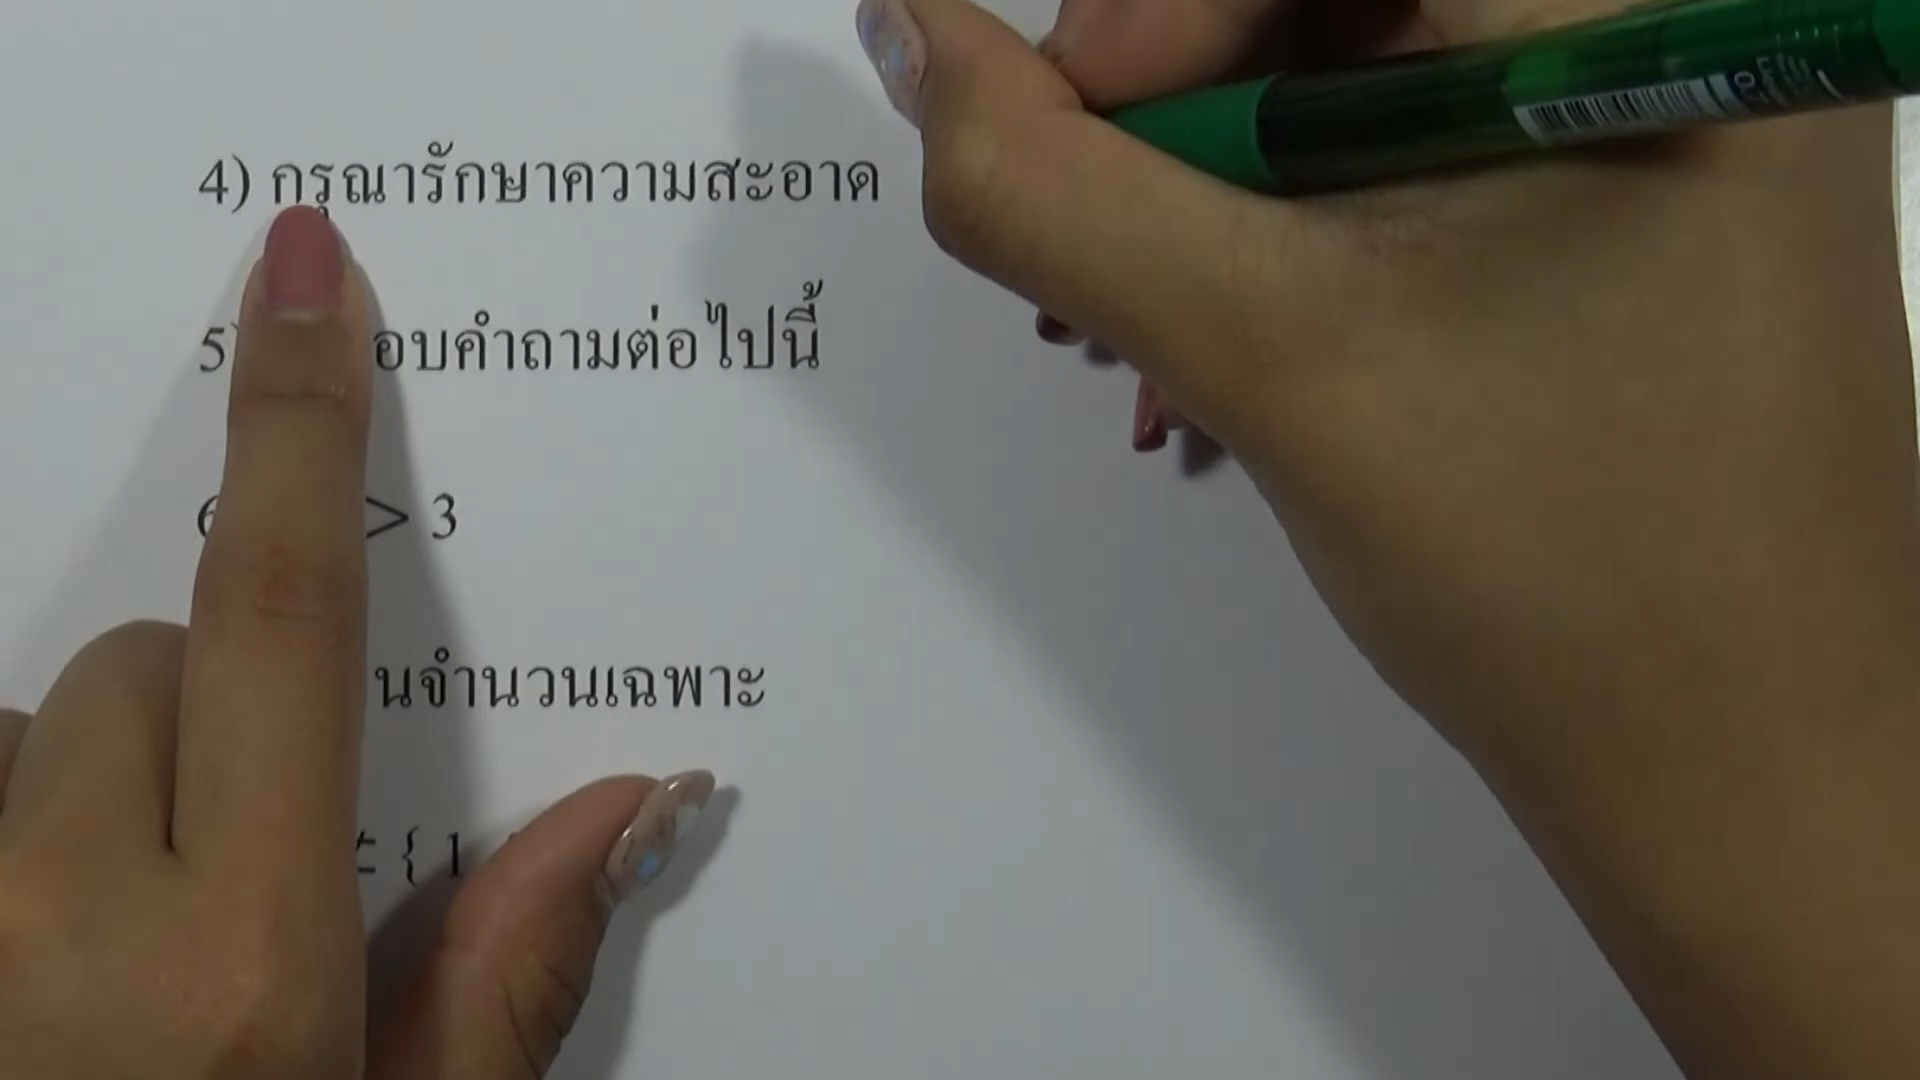 4) กรุณารักษาความสะอาด
5) อบคำถามต่อไปนี้
6 > 3
นจำนวนเฉพาะ
≠ { 1